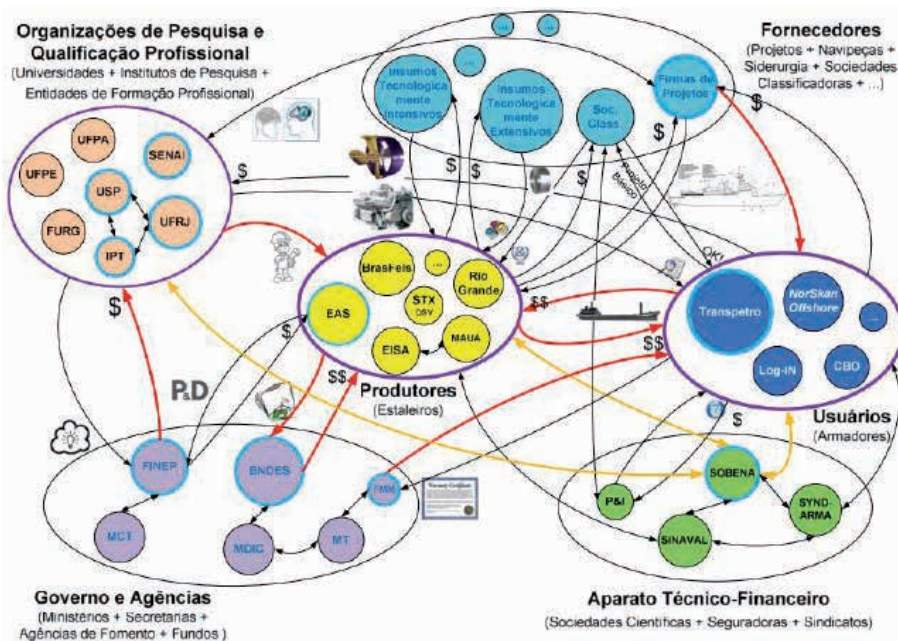 Organizações de Pesquisa e
Qualificação Profissional
(Universidades + Institutos de Pesquisa +
Entidades de Formação Profissional)
UFPA
SENAI
UFPE
USP
UFRJ
FURG
IPT
...
...
...
Insumos
Tecnologica
mente
Intensivos
Insumos
Tecnologica
mente
Extensivos
Soc.
Class
Firmas de
Projetos
Fornecedores
(Projetos + Navipeças +
Siderurgia + Sociedades
Classificadoras + ...)
$
$
$
$
$
$
Projeto
Básico
OK!
BrasFels
...
Rio
Grande
EAS
STX
OSV
EISA
MAUA
Produtores
(Estaleiros)
$$
$$
$$
$
$
$
Transpetro
NorSkan
Offshore
...
Log-IN
CBO
Usuários
(Armadores)
P&D
FINEP
BNDES
FMM
MCT
MDIC
MT
Governo e Agências
(Ministérios + Secretarias +
Agências de Fomento + Fundos )
SOBENA
P&I
SYND-
ARMA
SINAVAL
Aparato Técnico-Financeiro
(Sociedades Científicas + Seguradoras + Sindicatos)